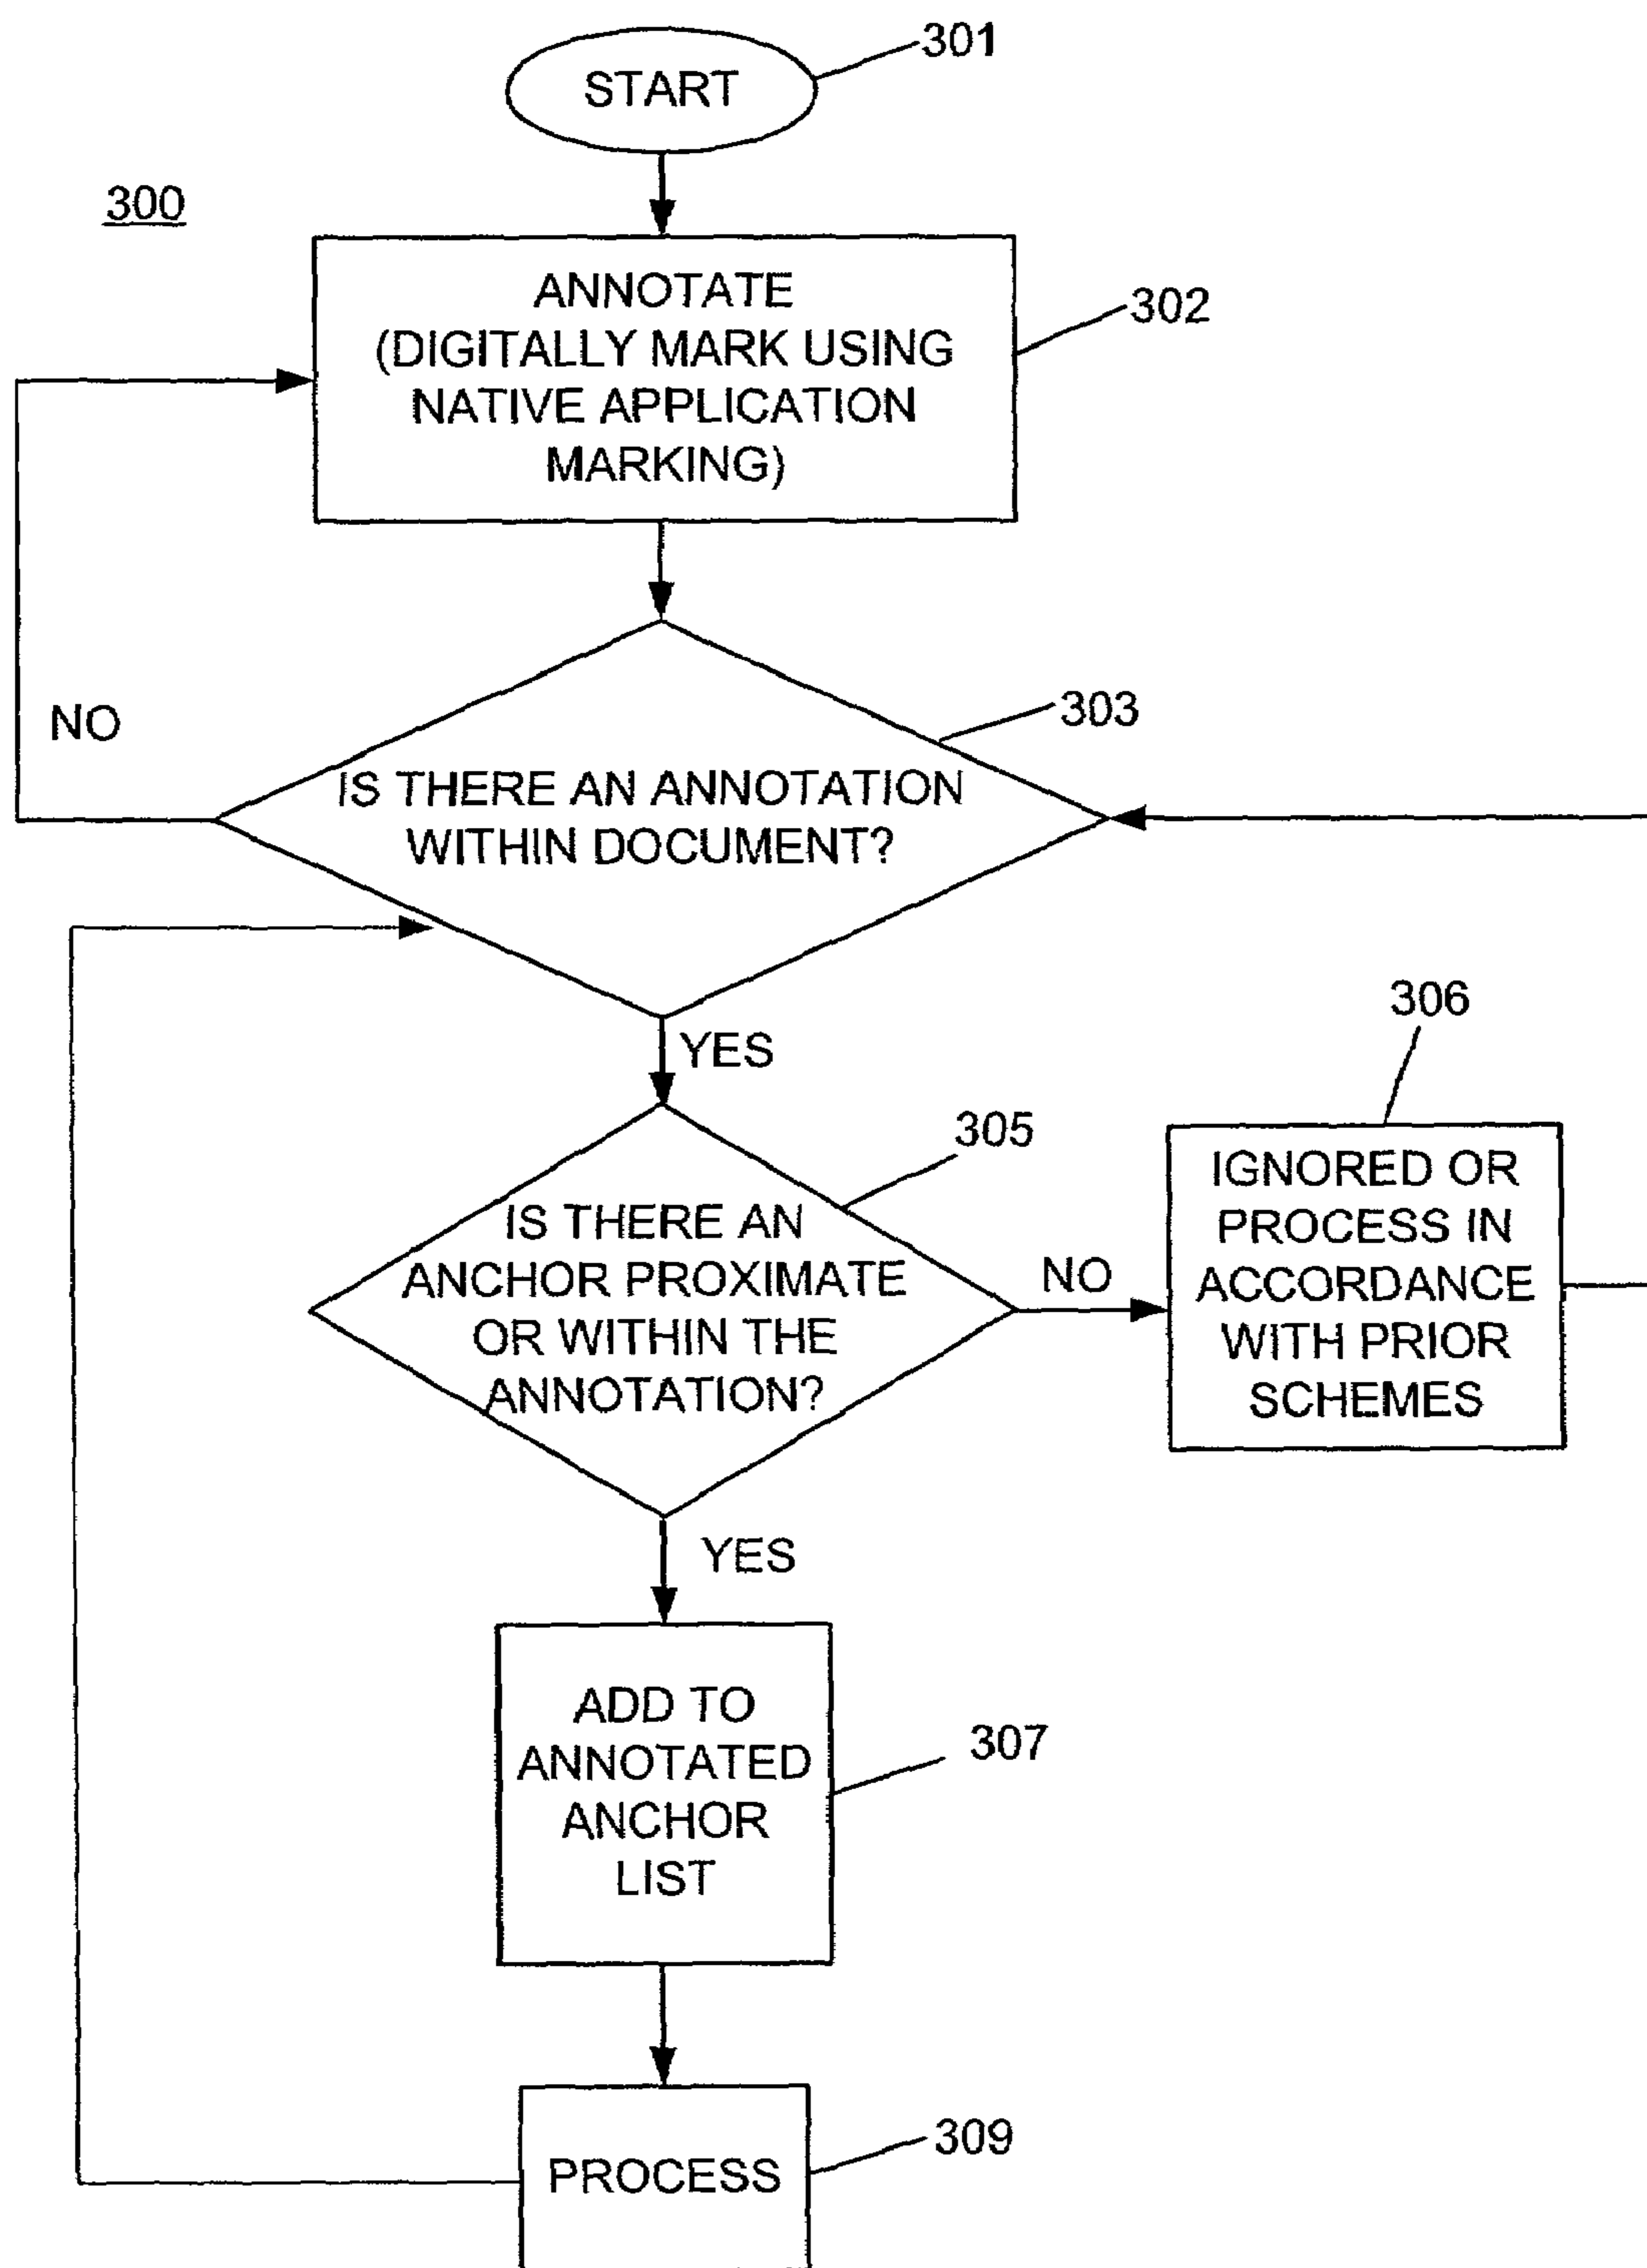 301
START
300
ANNOTATE
(DIGITALLY MARK USING
NATIVE APPLICATION
MARKING)
302
NO
303
IS THERE AN ANNOTATION
WITHIN DOCUMENT?
YES
305
IS THERE AN
ANCHOR PROXIMATE
OR WITHIN THE
ANNOTATION?
NO
306
IGNORED OR
PROCESS IN
ACCORDANCE
WITH PRIOR
SCHEMES
YES
ADD TO
ANNOTATED
ANCHOR
LIST
307
PROCESS
309